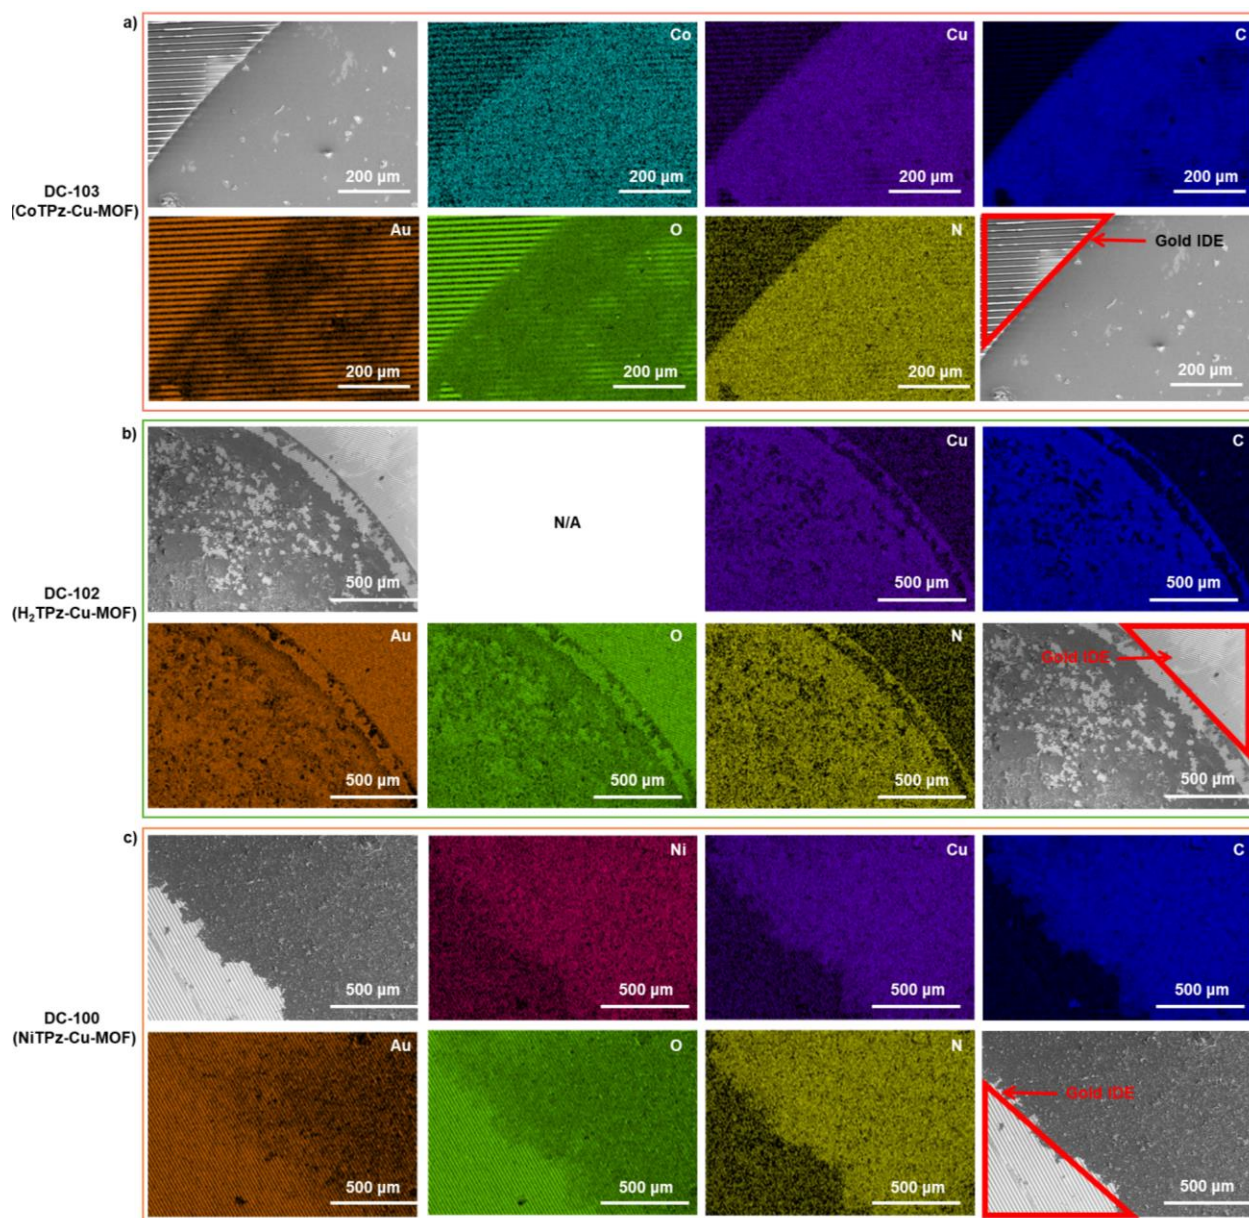 a)
Co
Cu
C
200 µm
200 µm
200 µm
200 µm
DC-103
(CoTPz-Cu-MOF)
Au
O
N
Gold IDE
200 µm
200 µm
200 µm
200 µm
b)
Cu
C
N/A
500 µm
500 µm
500 µm
DC-102
(H₂TPz-Cu-MOF)
Au
O
N
Gold IDE
500 µm
500 µm
500 µm
500 µm
c)
Ni
Cu
C
500 µm
500 µm
500 µm
500 µm
DC-100
(NiTPz-Cu-MOF)
Au
O
N
Gold IDE
500 µm
500 µm
500 µm
500 µm